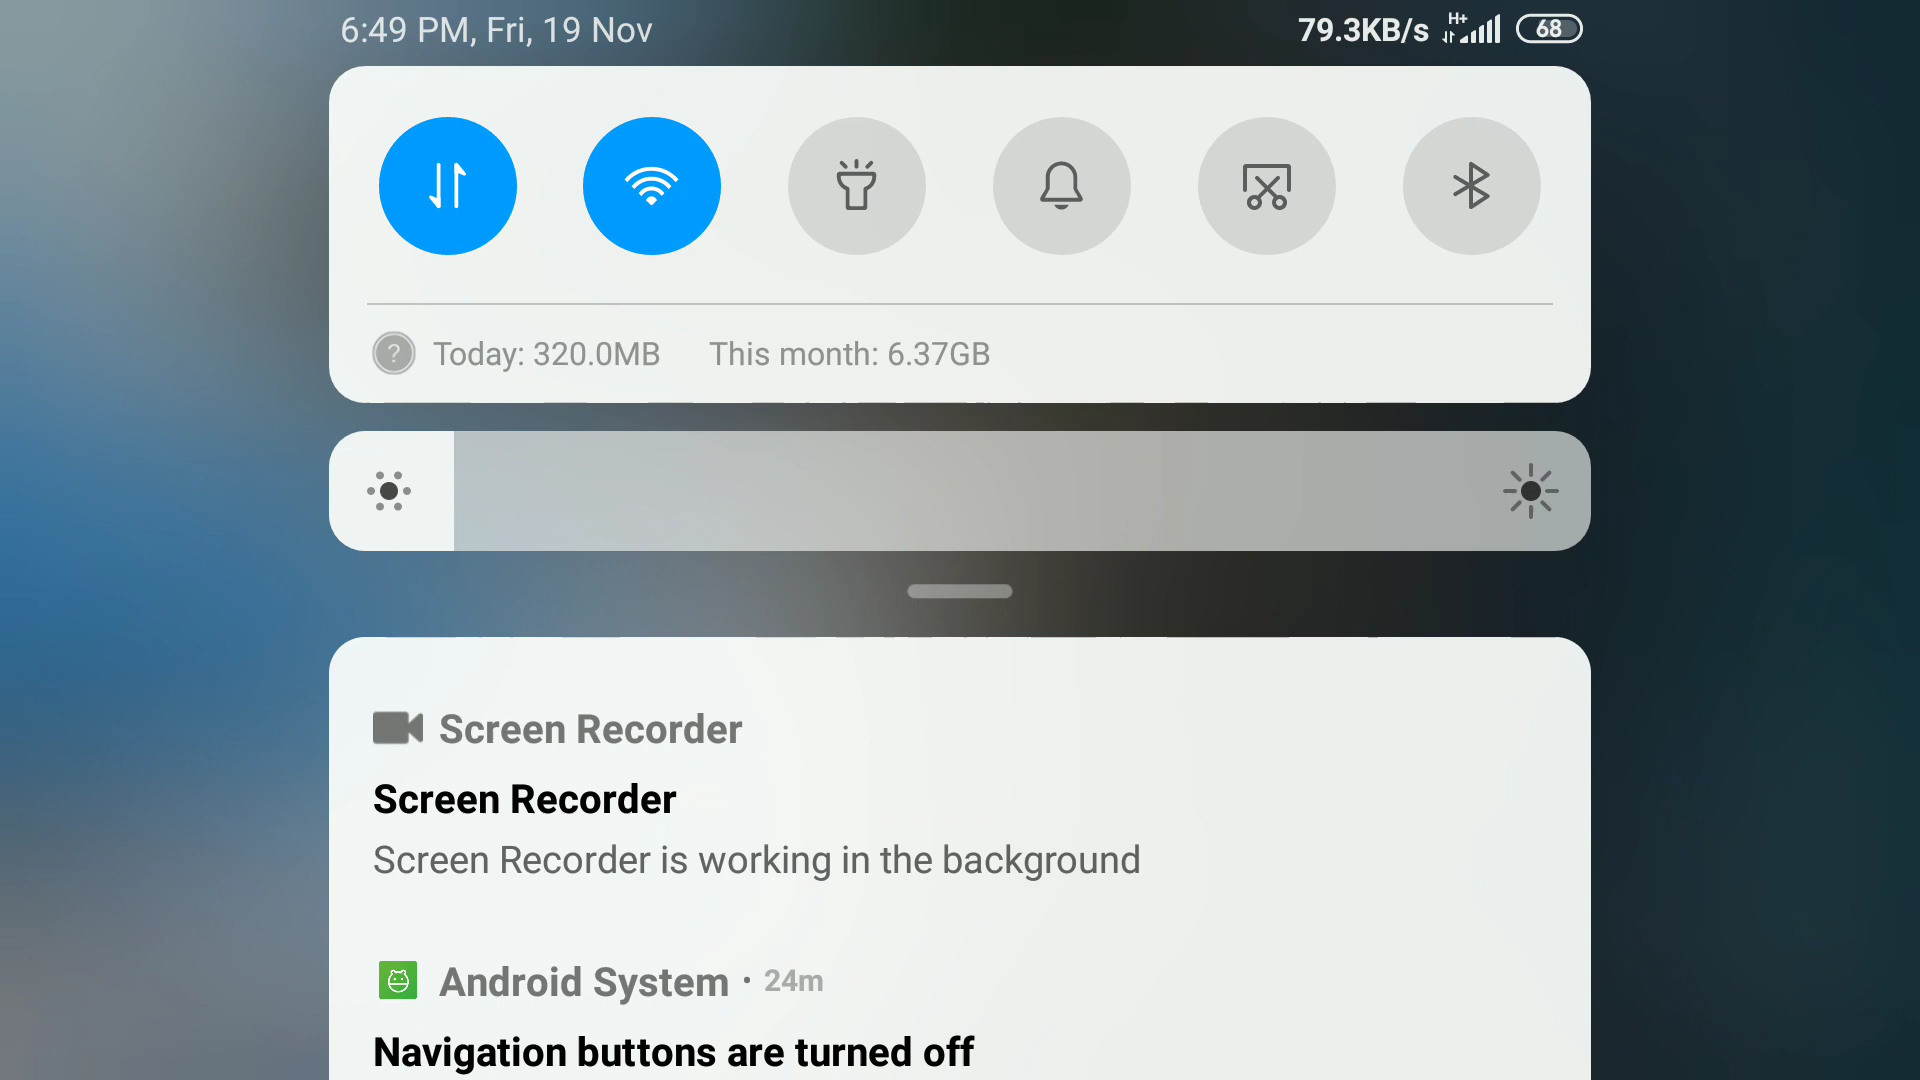 6:49 PM, Fri, 19 Nov
79.3KB/s H+ 68
Today: 320.0MB This month: 6.37GB
Screen Recorder
Screen Recorder
Screen Recorder is working in the background
Android System · 24m
Navigation buttons are turned off